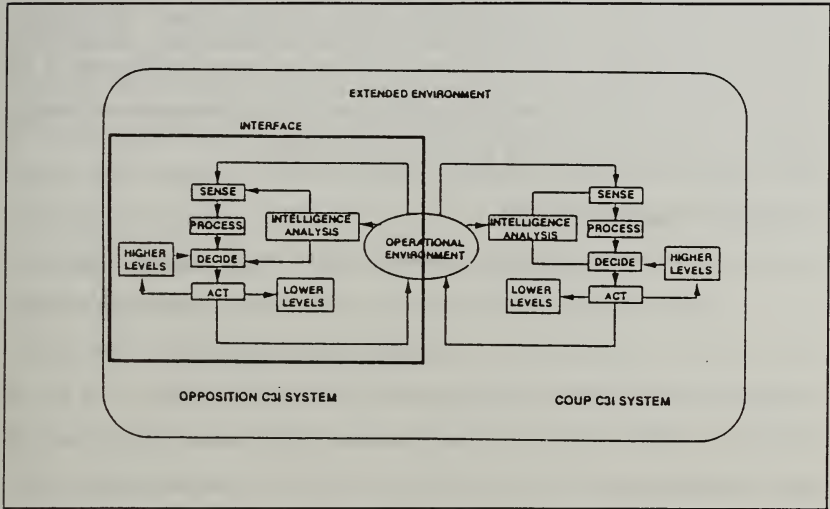 EXTENDED ENVIRONMENT
INTERFACE
SENSE
PROCESS
DECIDE
ACT
INTELLIGENCE
ANALYSIS
HIGHER
LEVELS
LOWER
LEVELS
OPERATIONAL
ENVIRONMENT
INTELLIGENCE
ANALYSIS
SENSE
PROCESS
DECIDE
ACT
HIGHER
LEVELS
LOWER
LEVELS
OPPOSITION C3I SYSTEM
COUP C3I SYSTEM